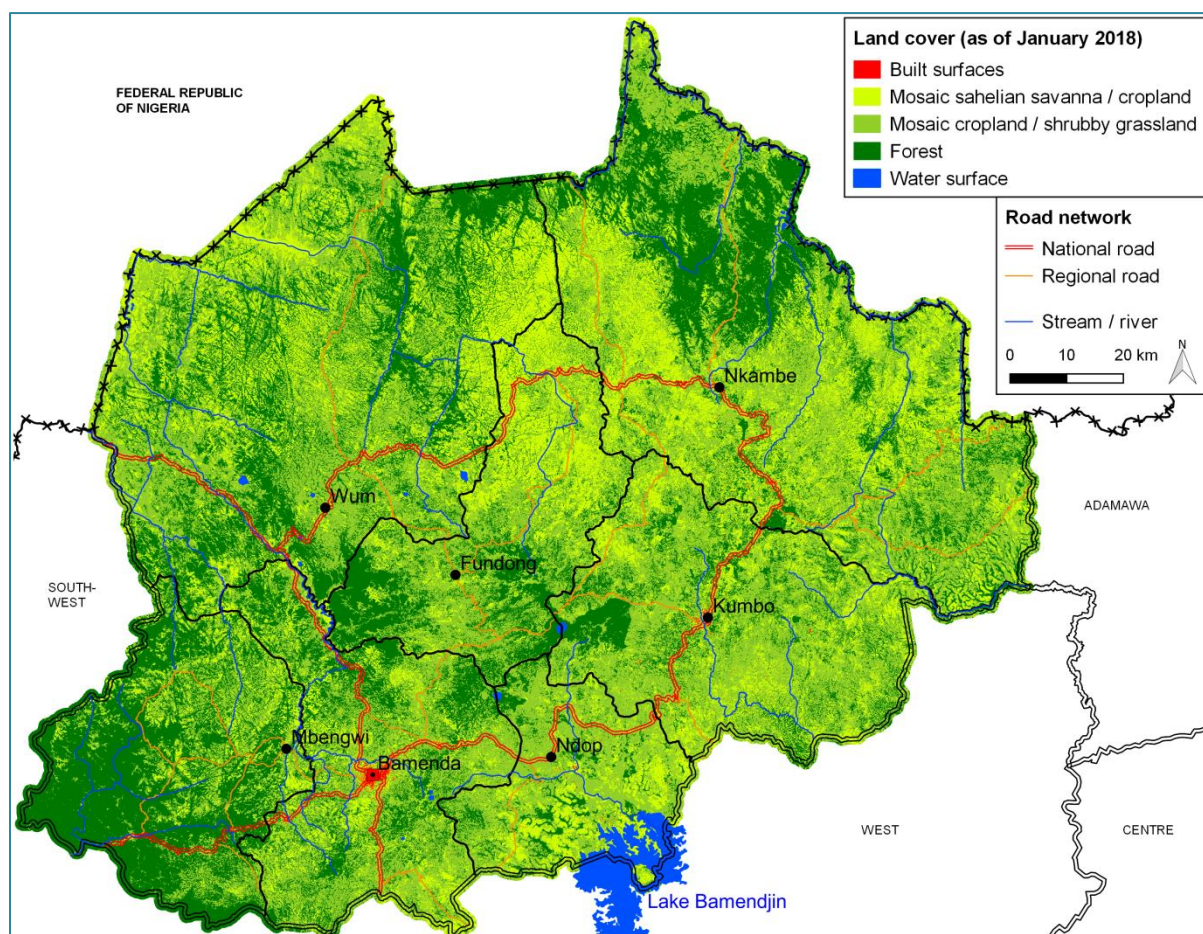 FEDERAL REPUBLIC
OF NIGERIA
Land cover (as of January 2018)
Built surfaces
Mosaic sahelian savanna / cropland
Mosaic cropland / shrubby grassland
Forest
Water surface
Road network
National road
Regional road
Stream / river
N
0 10 20 km
Nkambe
Wum
ADAMAWA
Fundong
SOUTH-
WEST
Kumbo
Mbengwi
Ndop
Bamenda
WEST
CENTRE
Lake Bamendjin